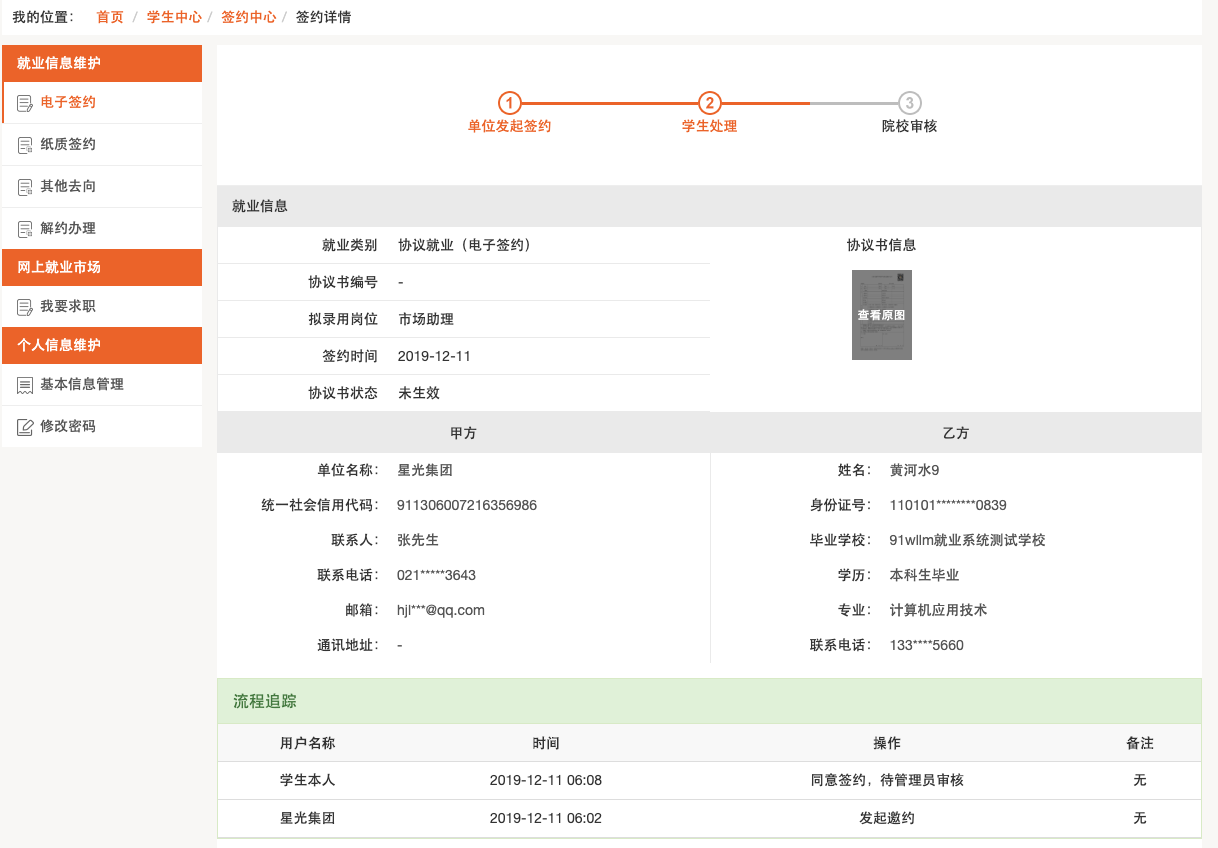 我的位置： 首页 / 学生中心 / 签约中心 / 签约详情
就业信息维护
电子签约
纸质签约
其他去向
解约办理
网上就业市场
我要求职
个人信息维护
基本信息管理
修改密码
1 2 3
单位发起签约 学生处理 院校审核
就业信息
就业类别 协议就业（电子签约）
协议书编号 -
拟录用岗位 市场助理
签约时间 2019-12-11
协议书状态 未生效
协议书信息
查看原图
甲方 乙方
单位名称： 星光集团
统一社会信用代码： 911306007216356986
联系人： 张先生
联系电话： 021*****3643
邮箱： hjl***@qq.com
通讯地址： -
姓名： 黄河水9
身份证号： 110101********0839
毕业学校： 91wllm就业系统测试学校
学历： 本科生毕业
专业： 计算机应用技术
联系电话： 133****5660
流程追踪
用户名称 时间 操作 备注
学生本人 2019-12-11 06:08 同意签约，待管理员审核 无
星光集团 2019-12-11 06:02 发起邀约 无